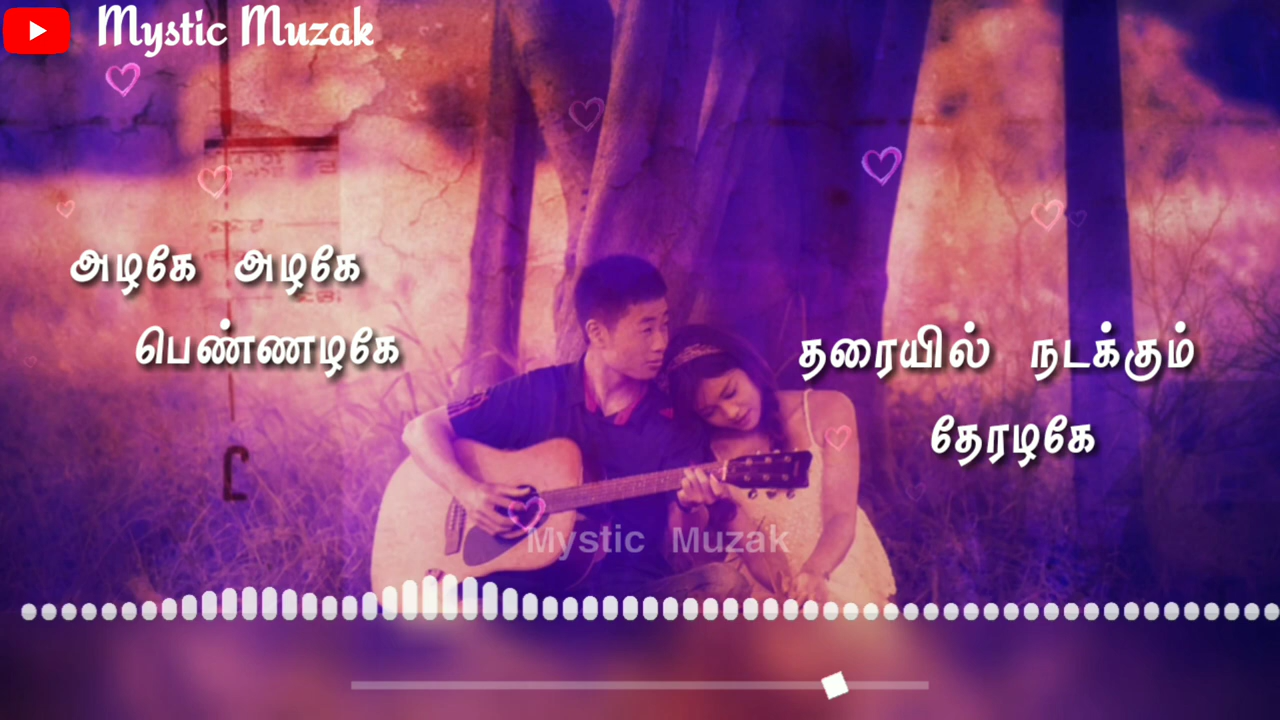 Mystic Muzak
அழகே அழகே
பெண்ணழகே
தரையில் நடக்கும்
தேரழகே
Mystic Muzak